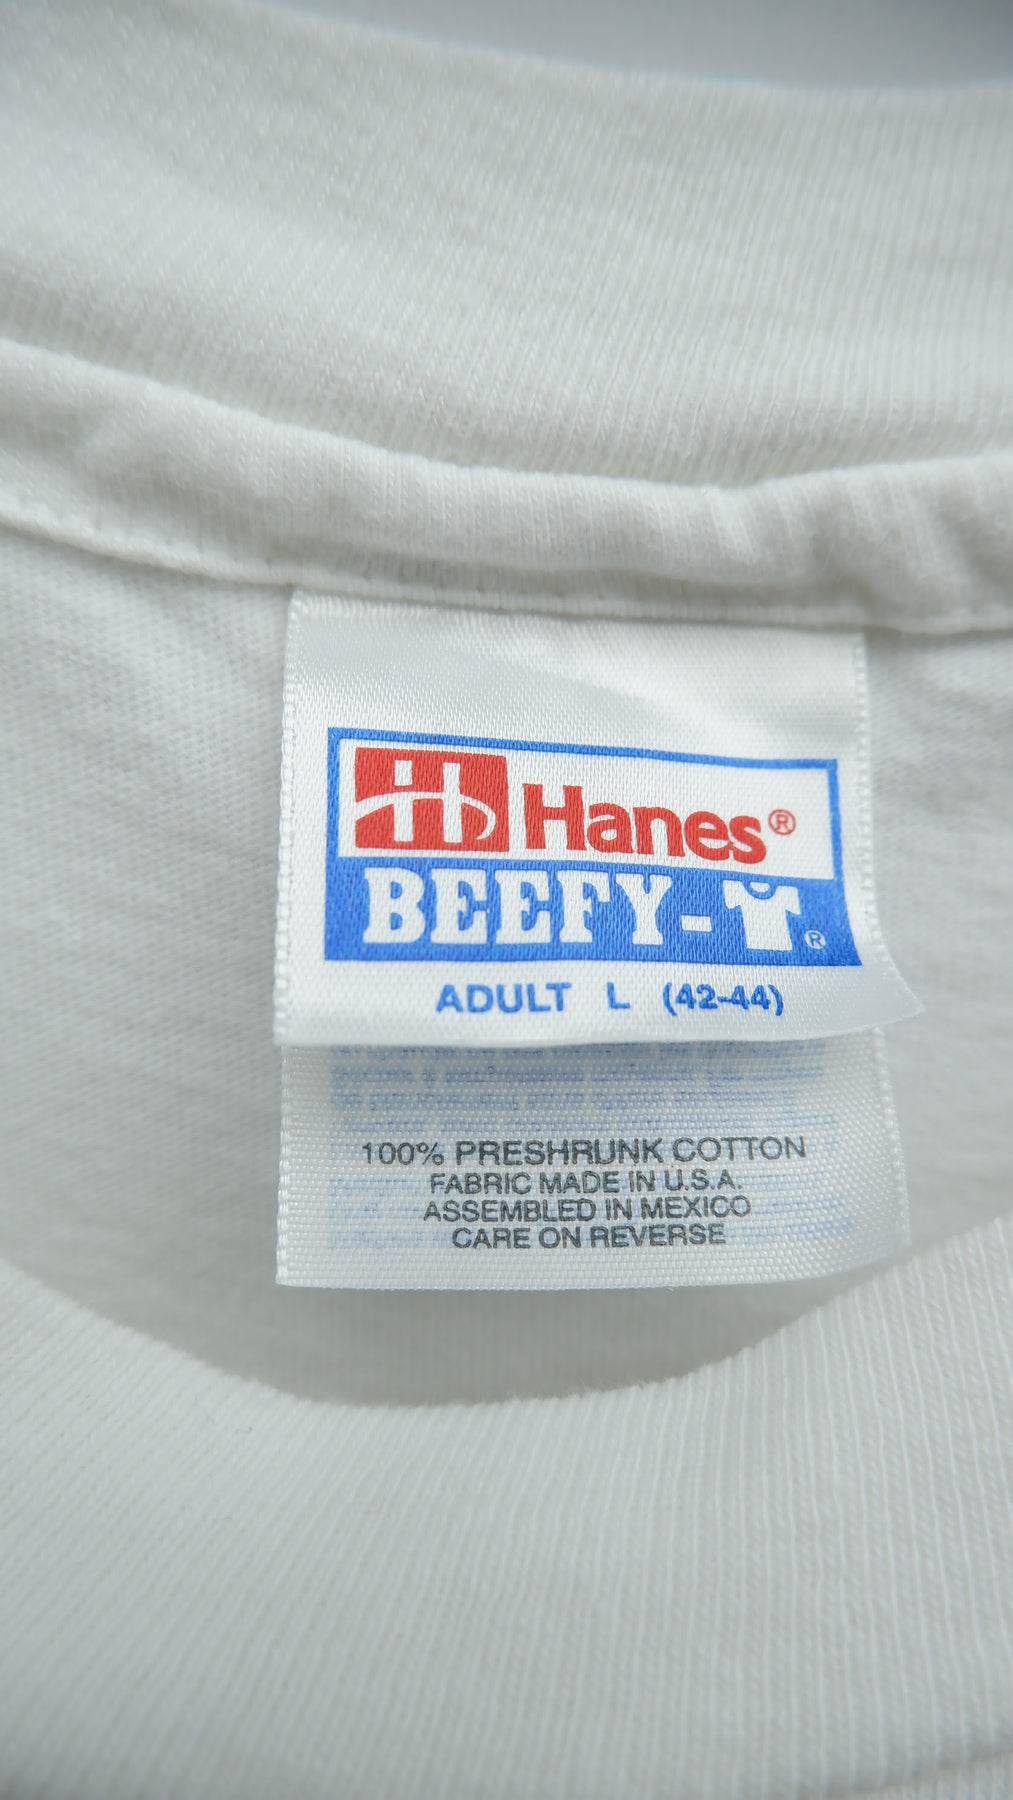 H Hanes®
BEEFY-T®
ADULT L (42-44)
100% PRESHRUNK COTTON
FABRIC MADE IN U.S.A.
ASSEMBLED IN MEXICO
CARE ON REVERSE